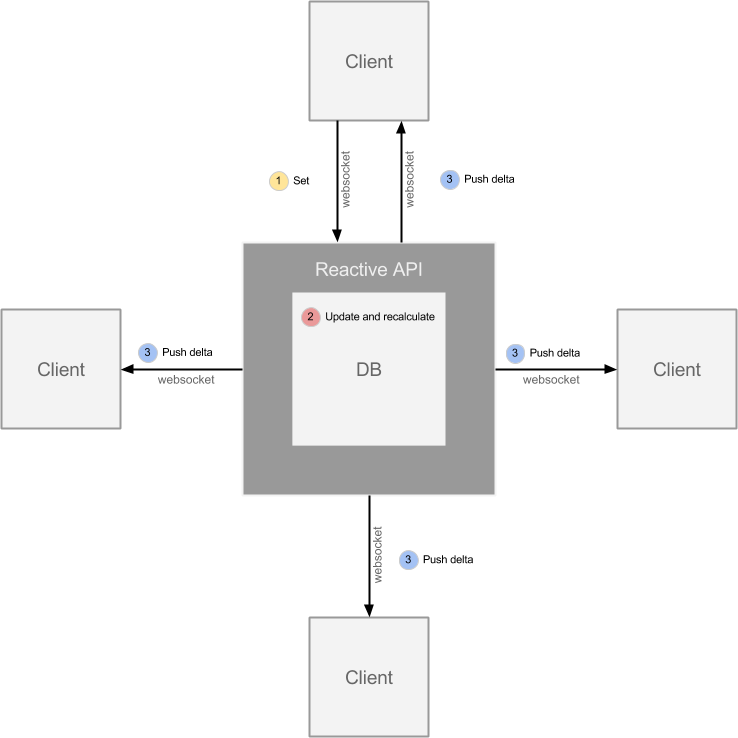 Client
1 Set
websocket
websocket
3 Push delta
Reactive API
2 Update and recalculate
DB
Client
3 Push delta
websocket
3 Push delta
websocket
Client
websocket
3 Push delta
Client